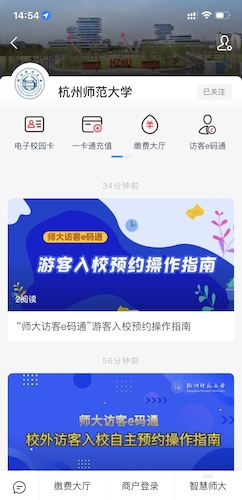 14:54
HZNU
杭州师范大学
已关注
电子校园卡
一卡通充值
缴费大厅
访客e码通
34分钟前
师大访客e码通
游客入校预约操作指南
2阅读
“师大访客e码通”游客入校预约操作指南
56分钟前
杭州师范大学
师大访客e码通
校外访客入校自主预约操作指南
缴费大厅
商户登录
智慧师大